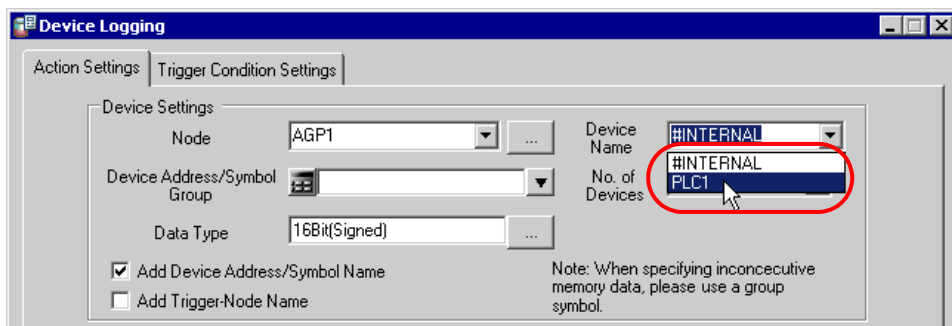 Device Logging
Action Settings
Trigger Condition Settings
Device Settings
Node
AGP1
...
Device
Name
#INTERNAL
#INTERNAL
PLC1
Device Address/Symbol
Group
No. of
Devices
Data Type
16Bit(Signed)
...
Add Device Address/Symbol Name
Add Trigger-Node Name
Note: When specifying inconcecutive
memory data, please use a group
symbol.